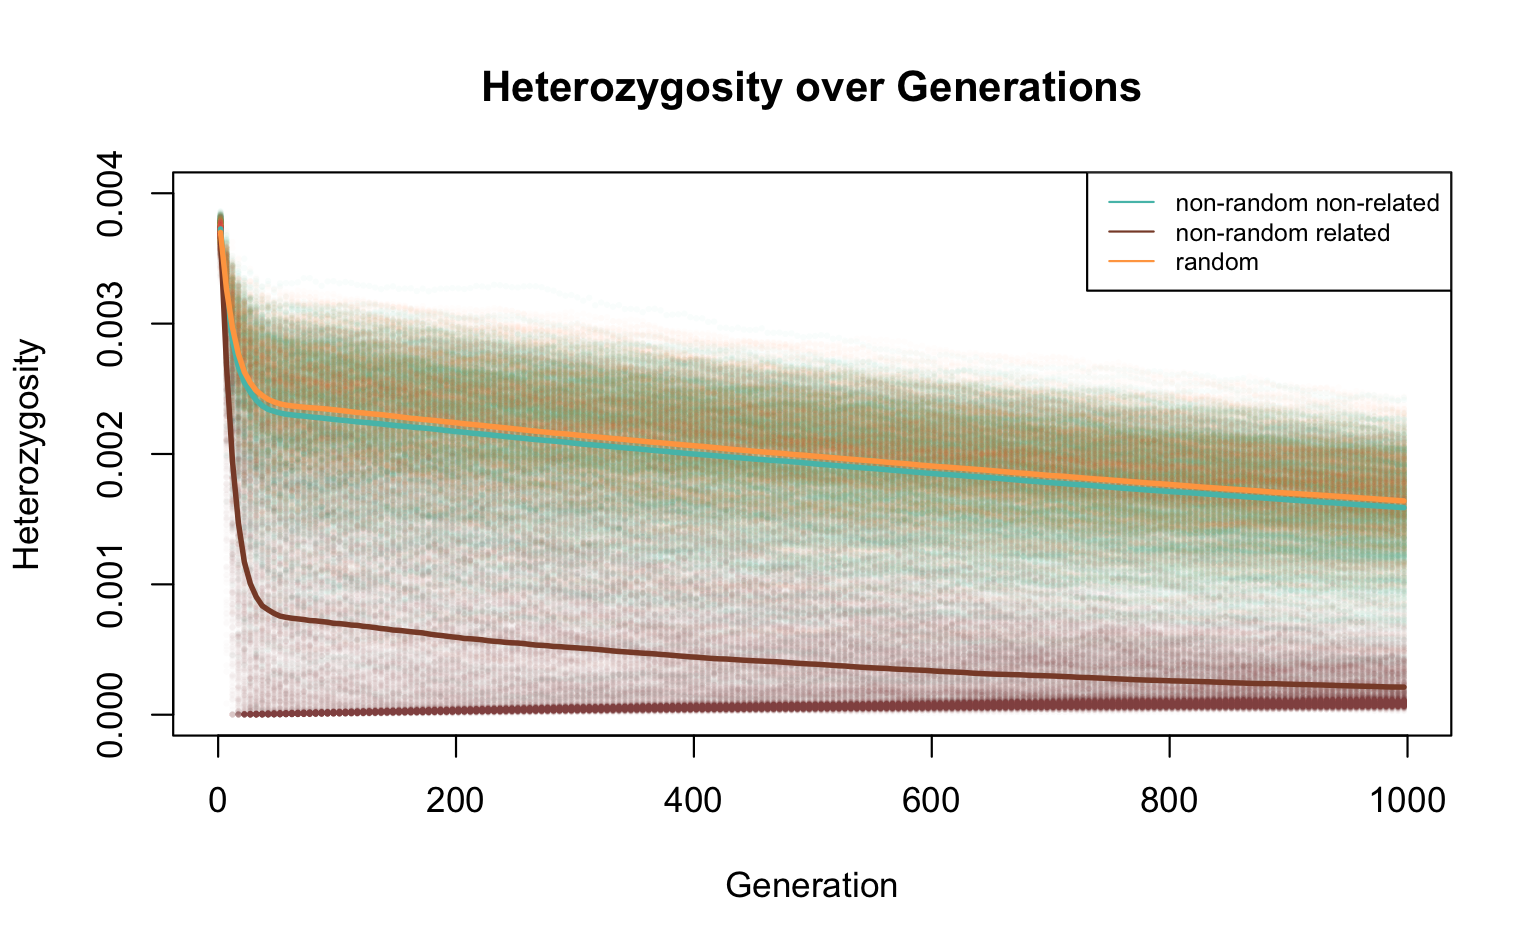 Heterozygosity over Generations
non-random non-related
non-random related
random
Heterozygosity
0.004
0.003
0.002
0.001
0.000
0 200 400 600 800 1000
Generation